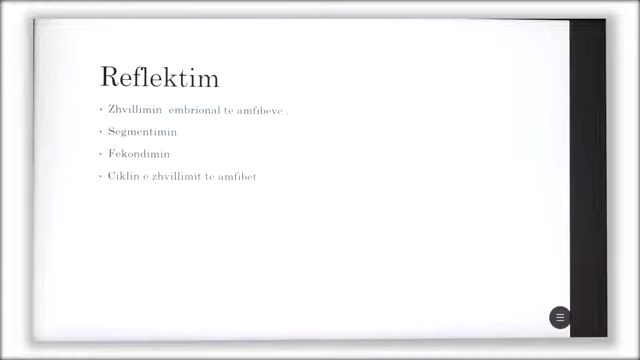 Reflektim
• Zhvillimin embrional te amfibeve .
• Segmentimin
• Fekondimin
• Ciklin e zhvillimit te amfibet